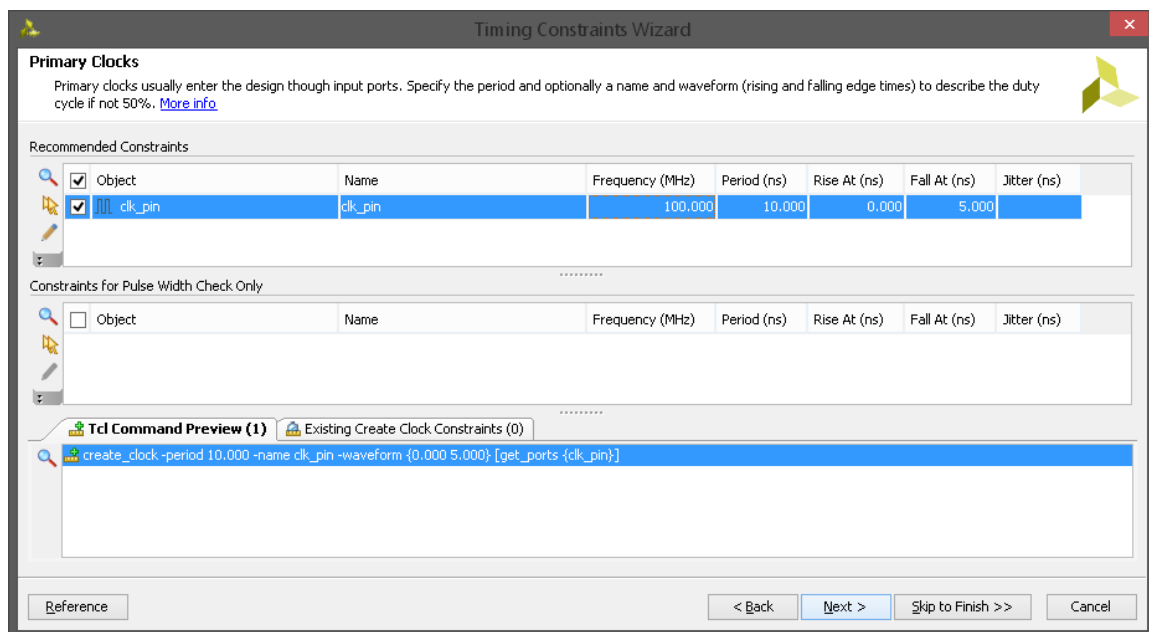 Timing Constraints Wizard
Primary Clocks
Primary clocks usually enter the design though input ports. Specify the period and optionally a name and waveform (rising and falling edge times) to describe the duty
cycle if not 50%. More info
Recommended Constraints
Object Name Frequency (MHz) Period (ns) Rise At (ns) Fall At (ns) Jitter (ns)
clk_pin clk_pin 100.000 10.000 0.000 5.000
Constraints for Pulse Width Check Only
Object Name Frequency (MHz) Period (ns) Rise At (ns) Fall At (ns) Jitter (ns)
Tcl Command Preview (1) Existing Create Clock Constraints (0)
create_clock -period 10.000 -name clk_pin -waveform {0.000 5.000} [get_ports {clk_pin}]
Reference < Back Next > Skip to Finish >> Cancel